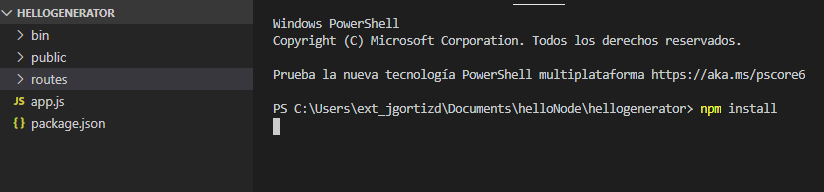 HELLOGENERATOR
bin
public
routes
JS app.js
{} package.json
Windows PowerShell
Copyright (C) Microsoft Corporation. Todos los derechos reservados.
Prueba la nueva tecnología PowerShell multiplataforma https://aka.ms/pscore6
PS C:\Users\ext_jgortizd\Documents\helloNode\hellogenerator> npm install